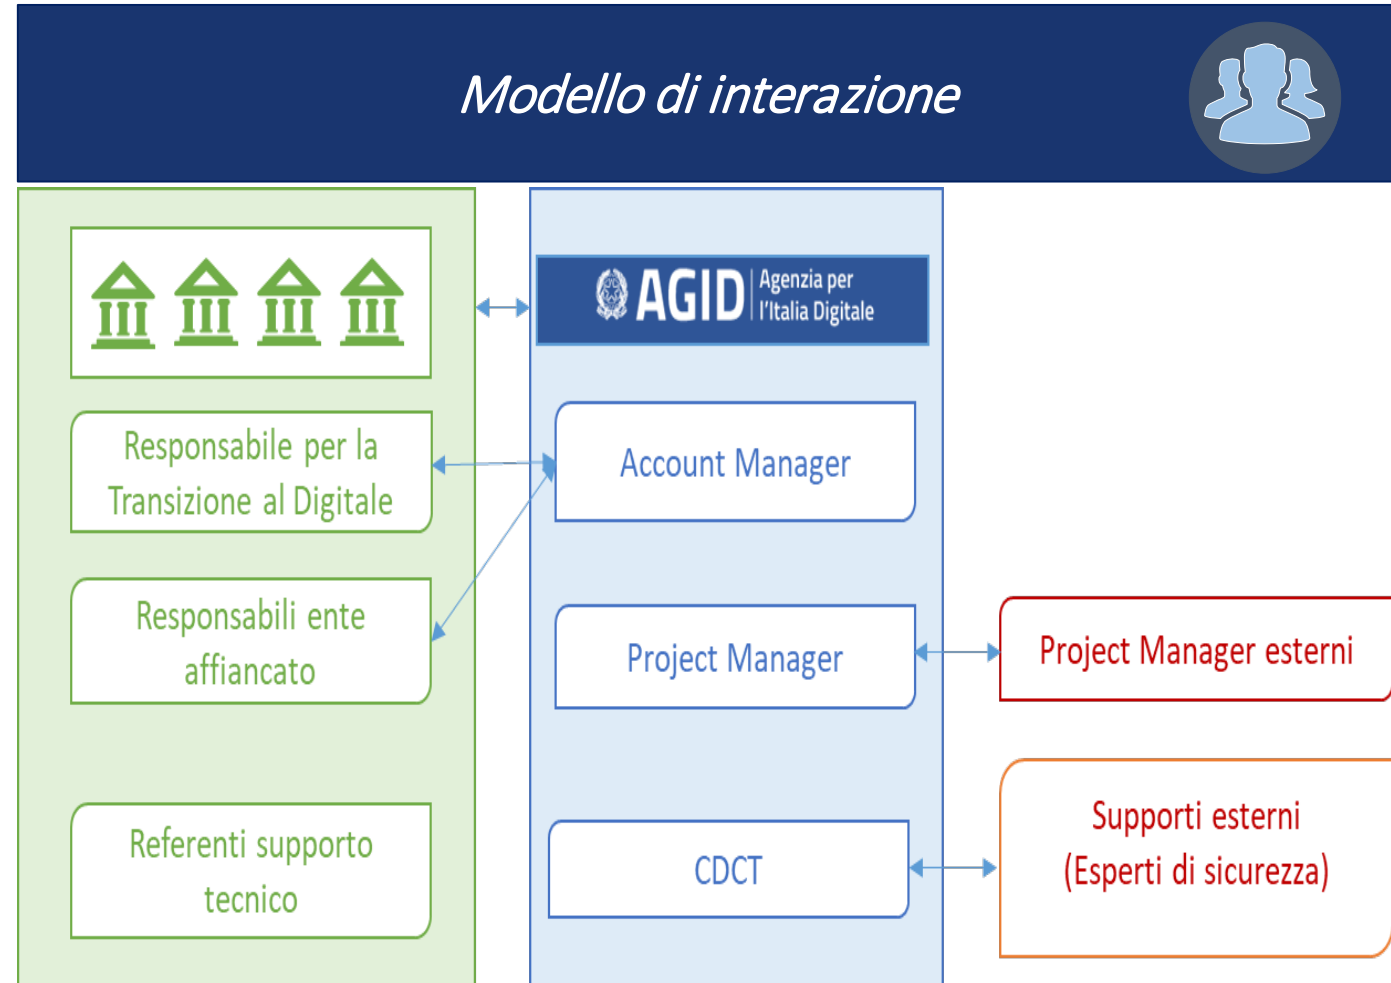 Modello di interazione
AGID
Agenzia per
l'Italia Digitale
Responsabile per la
Transizione al Digitale
Account Manager
Responsabili ente
affiancato
Project Manager
Project Manager esterni
Referenti supporto
tecnico
CDCT
Supporti esterni
(Esperti di sicurezza)